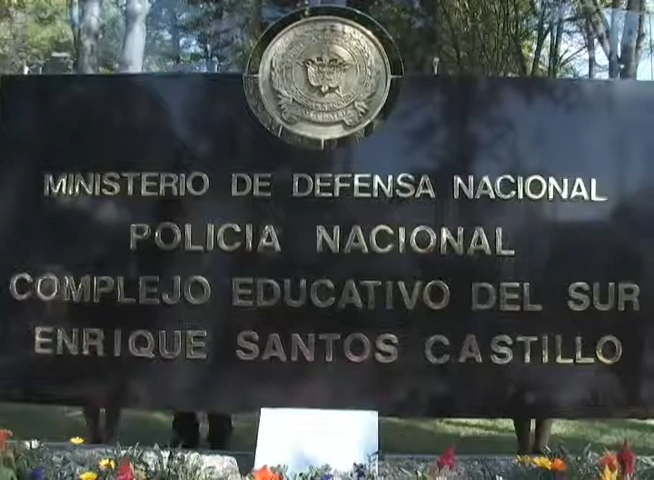 MINISTERIO DE DEFENSA NACIONAL
POLICIA NACIONAL
COMPLEJO EDUCATIVO DEL SUR
ENRIQUE SANTOS CASTILLO